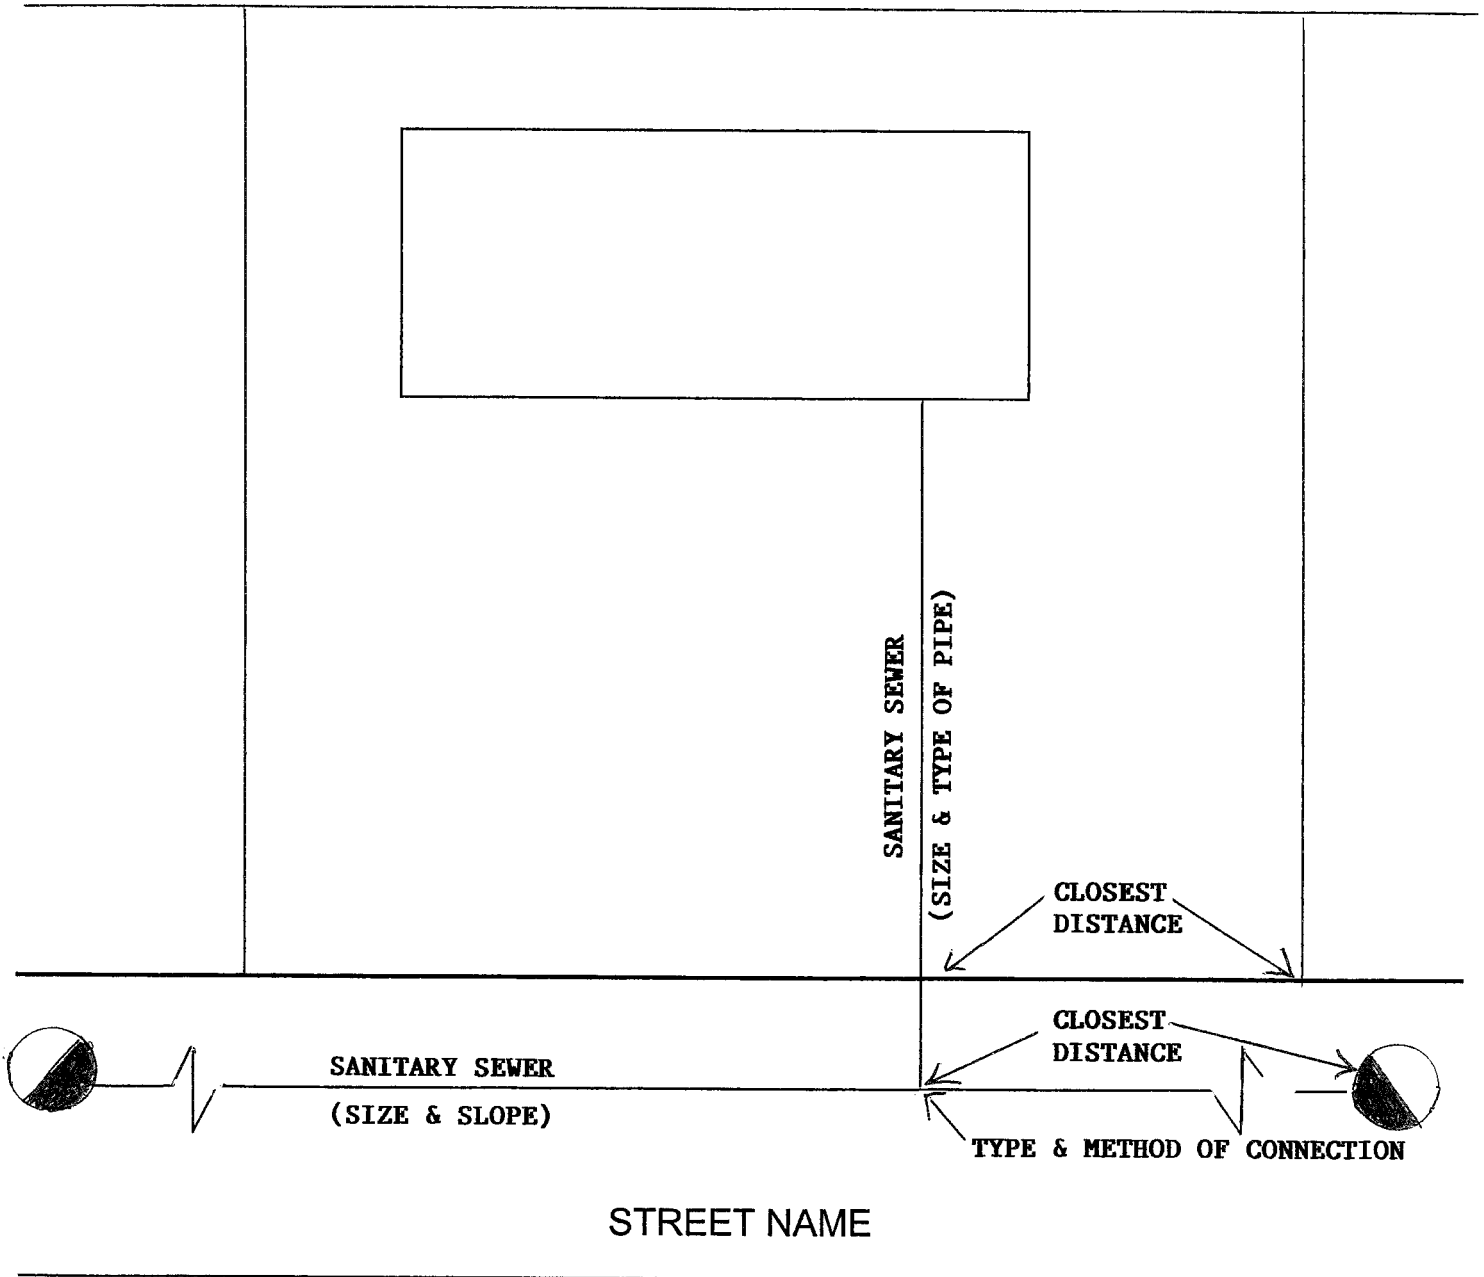 SANITARY SEWER
(SIZE & TYPE OF PIPE)
CLOSEST
DISTANCE
CLOSEST
DISTANCE
SANITARY SEWER
(SIZE & SLOPE)
TYPE & METHOD OF CONNECTION
STREET NAME